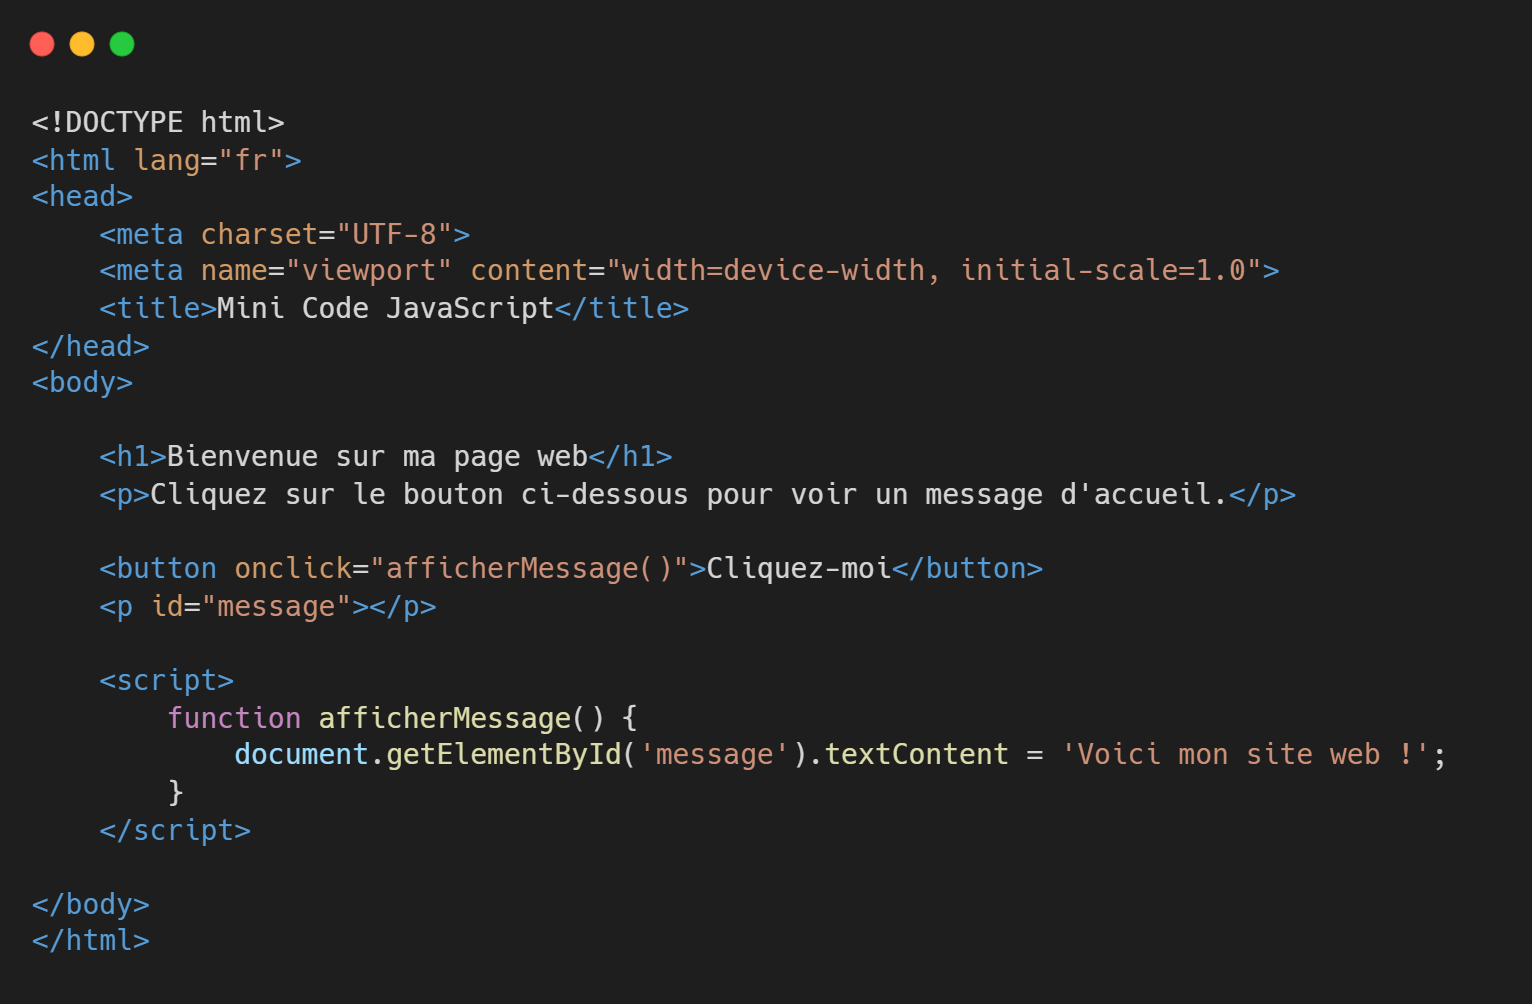 <!DOCTYPE html>
<html lang="fr">
<head>
    <meta charset="UTF-8">
    <meta name="viewport" content="width=device-width, initial-scale=1.0">
    <title>Mini Code JavaScript</title>
</head>
<body>

    <h1>Bienvenue sur ma page web</h1>
    <p>Cliquez sur le bouton ci-dessous pour voir un message d'accueil.</p>

    <button onclick="afficherMessage()">Cliquez-moi</button>
    <p id="message"></p>

    <script>
        function afficherMessage() {
            document.getElementById('message').textContent = 'Voici mon site web !';
        }
    </script>

</body>
</html>